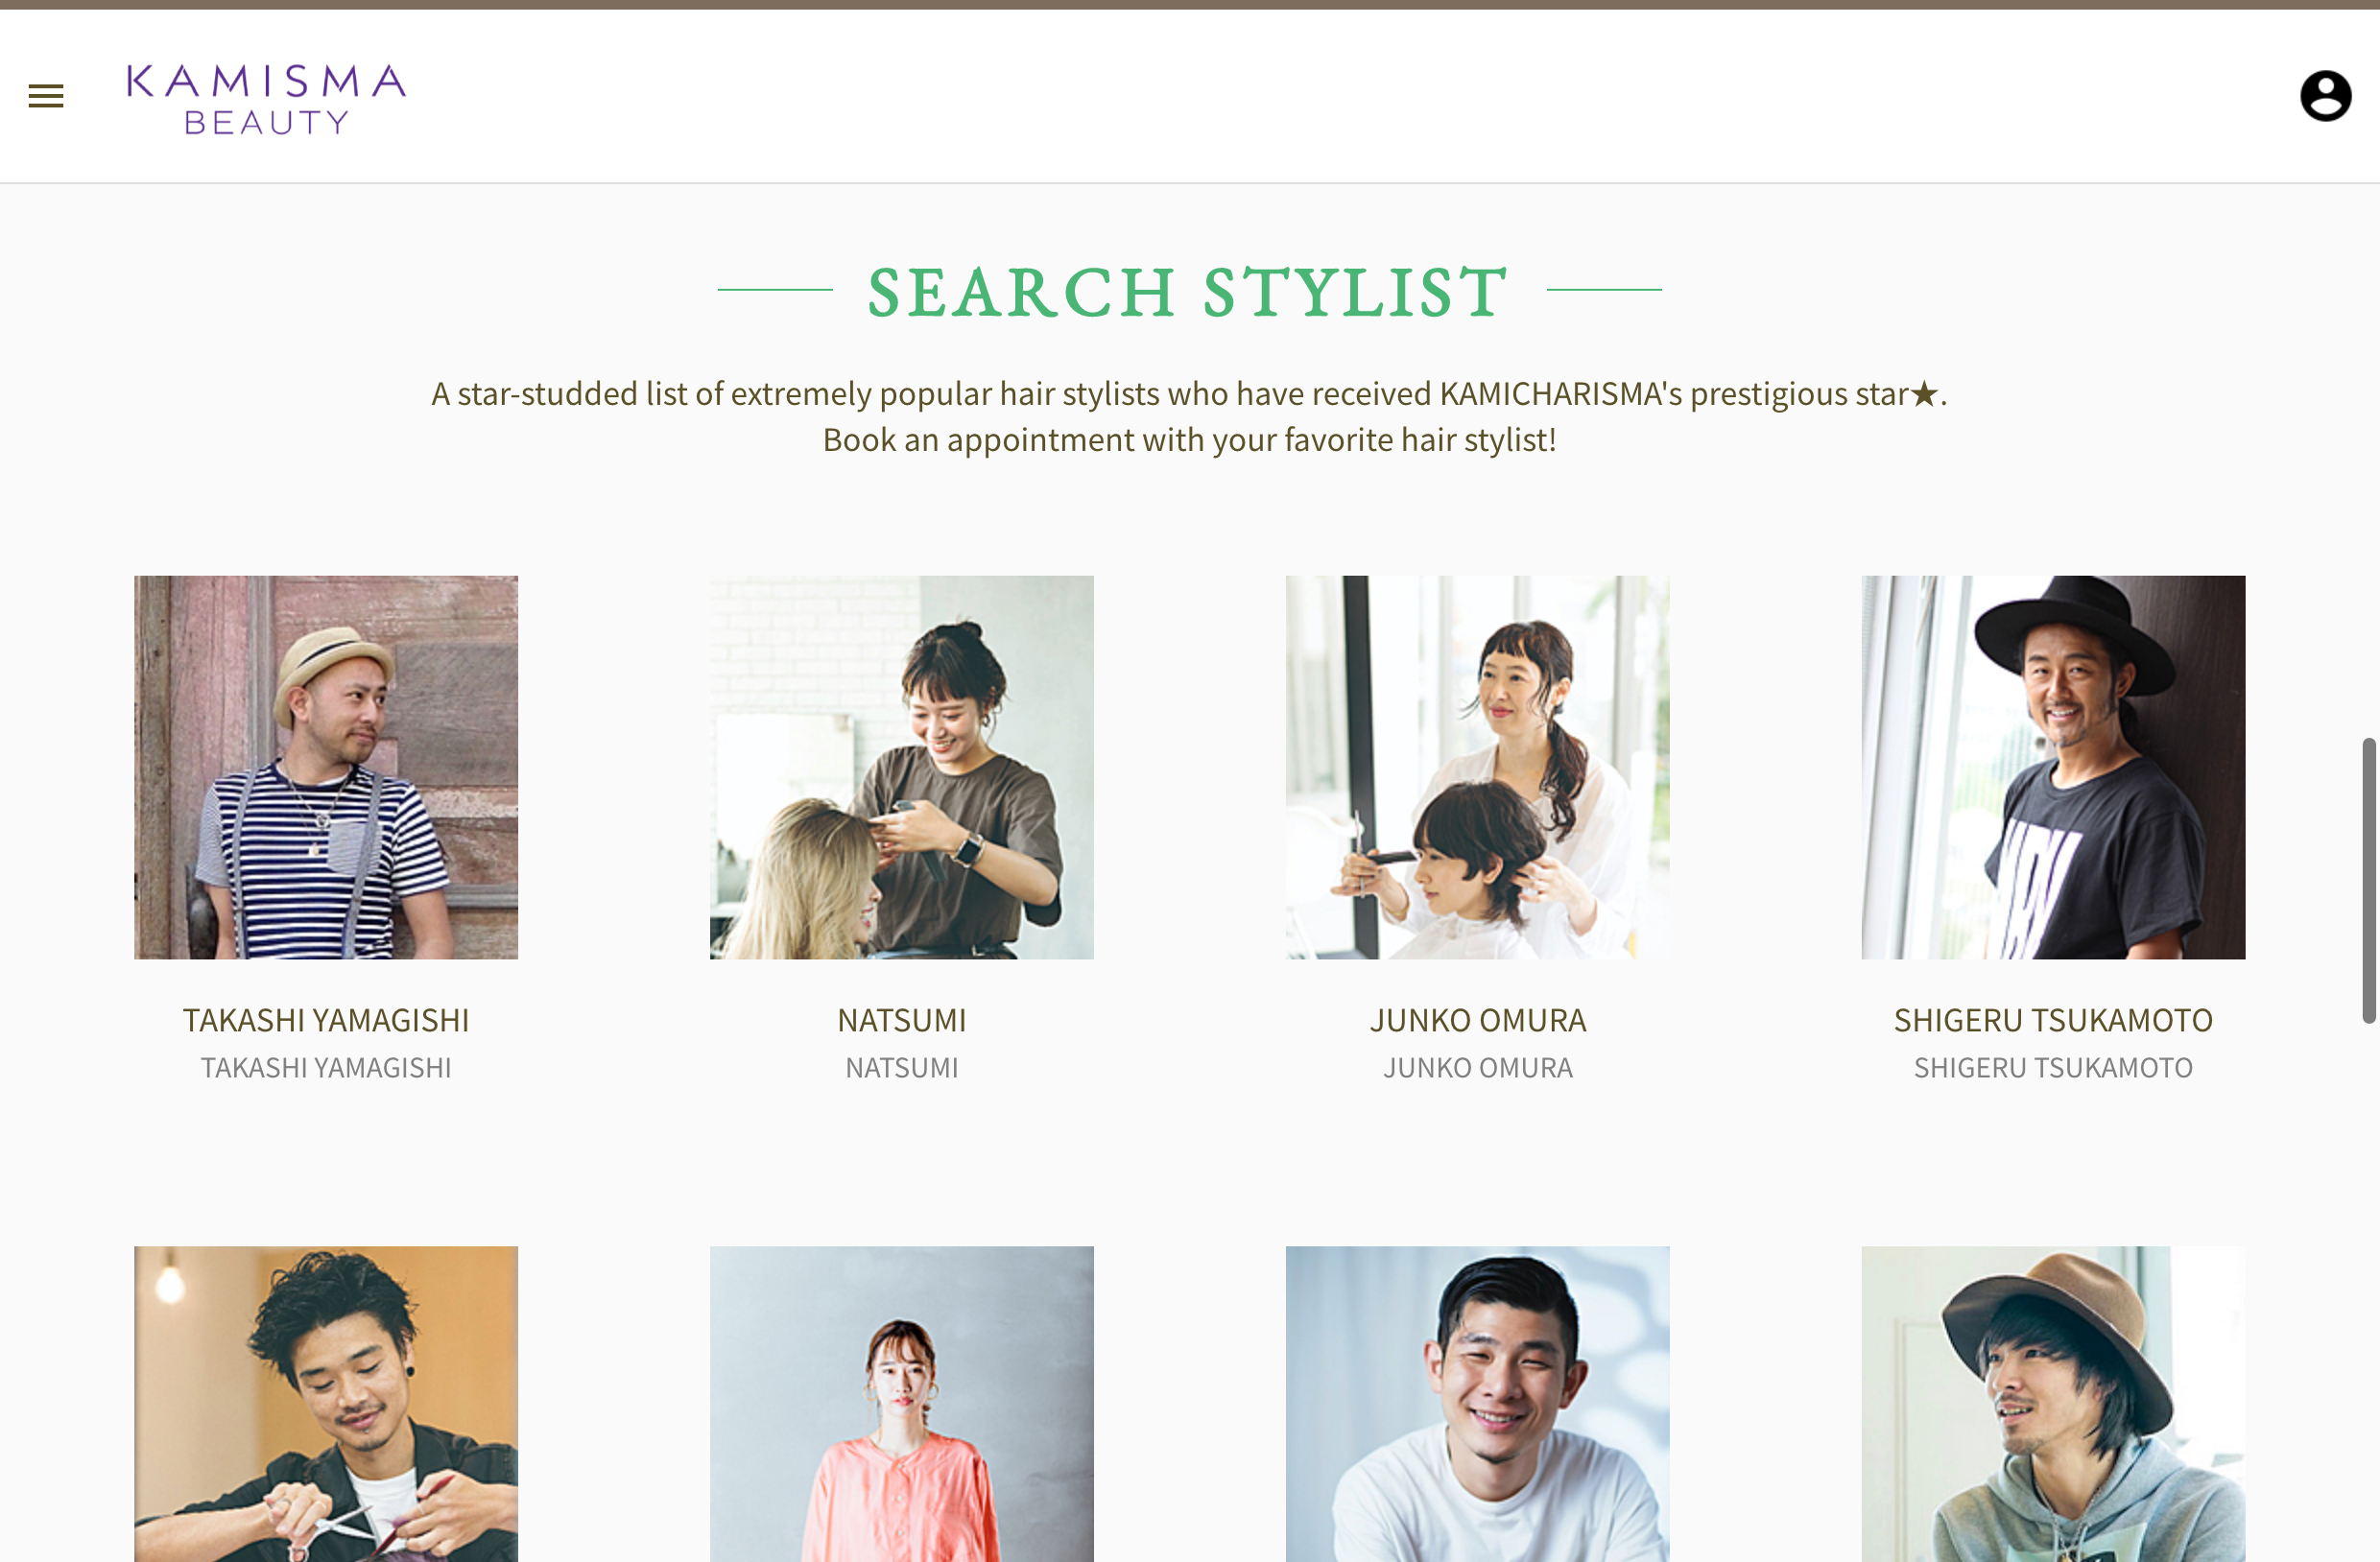 KAMISMA
BEAUTY
SEARCH STYLIST
A star-studded list of extremely popular hair stylists who have received KAMICHARISMA's prestigious star★.
Book an appointment with your favorite hair stylist!
TAKASHI YAMAGISHI
TAKASHI YAMAGISHI
NATSUMI
NATSUMI
JUNKO OMURA
JUNKO OMURA
SHIGERU TSUKAMOTO
SHIGERU TSUKAMOTO